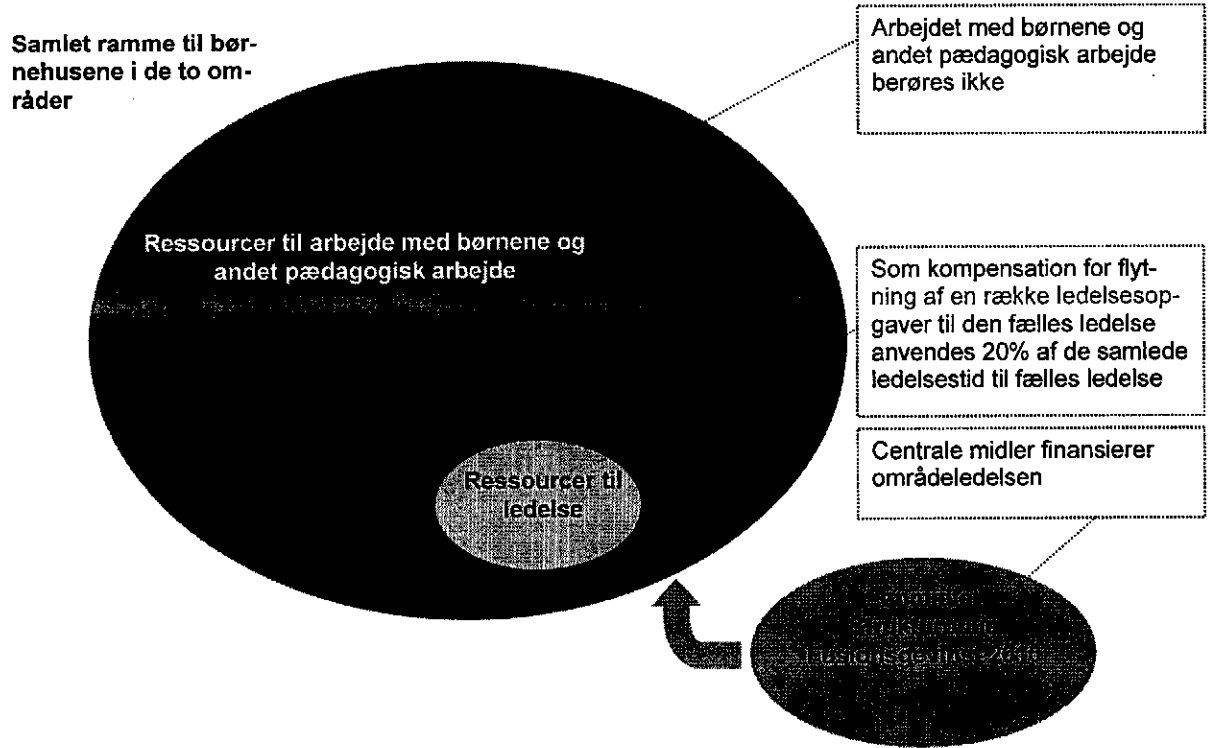 Samlet ramme til bør-
nehusene i de to om-
råder
Arbejdet med børnene og
andet pædagogisk arbejde
berøres ikke
Ressourcer til arbejde med børnene og
andet pædagogisk arbejde
Som kompensation for flyt-
ning af en række ledelsesop-
gaver til den fælles ledelse
anvendes 20% af de samlede
ledelsestid til fælles ledelse
Ressourcer til
ledelse
Centrale midler finansierer
områdeledelsen